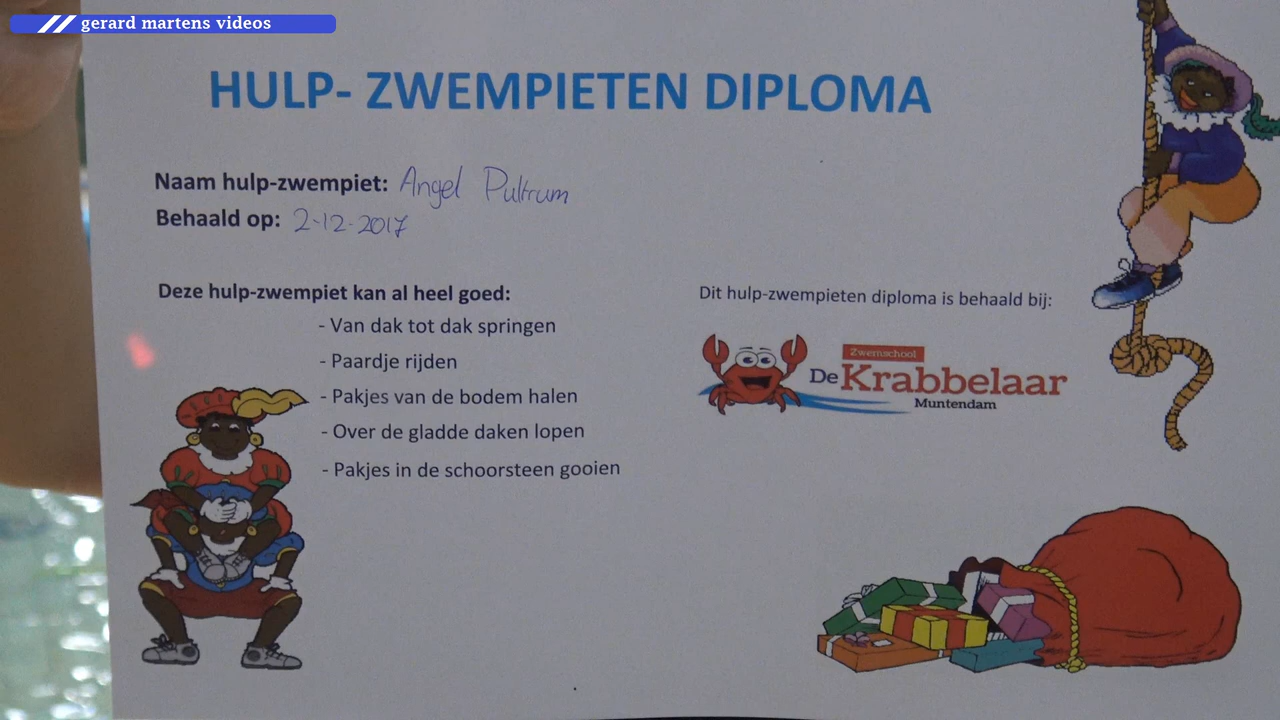 gerard martens videos
HULP- ZWEMPIETEN DIPLOMA
Naam hulp-zwempiet: Angel Pultrum
Behaald op: 2-12-2017
Deze hulp-zwempiet kan al heel goed:
- Van dak tot dak springen
- Paardje rijden
- Pakjes van de bodem halen
- Over de gladde daken lopen
- Pakjes in de schoorsteen gooien
Dit hulp-zwempieten diploma is behaald bij:
Zwemschool
De Krabbelaar
Muntendam